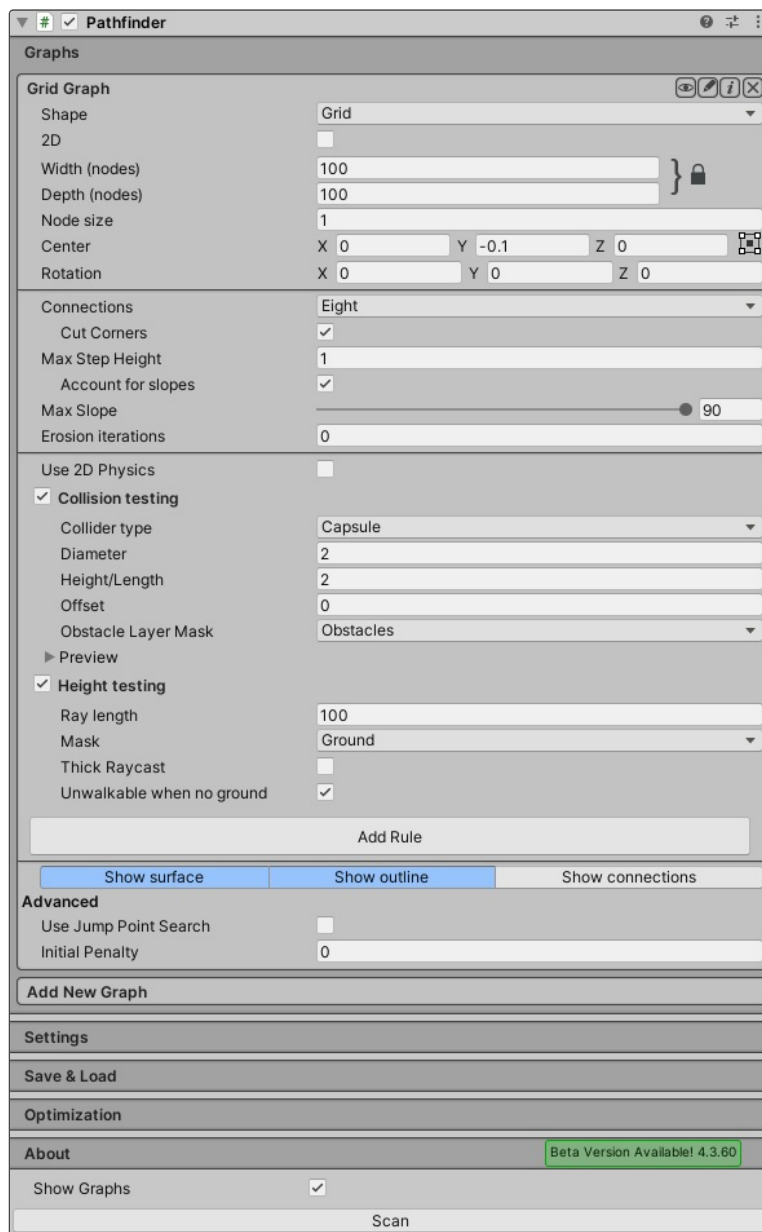 # Pathfinder
Graphs
Grid Graph
Shape Grid
2D
Width (nodes) 100
Depth (nodes) 100
Node size 1
Center X 0 Y -0.1 Z 0
Rotation X 0 Y 0 Z 0
Connections Eight
Cut Corners
Max Step Height 1
Account for slopes
Max Slope 90
Erosion iterations 0
Use 2D Physics
Collision testing
Collider type Capsule
Diameter 2
Height/Length 2
Offset 0
Obstacle Layer Mask Obstacles
Preview
Height testing
Ray length 100
Mask Ground
Thick Raycast
Unwalkable when no ground
Add Rule
Show surface Show outline Show connections
Advanced
Use Jump Point Search
Initial Penalty 0
Add New Graph
Settings
Save & Load
Optimization
About Beta Version Available! 4.3.60
Show Graphs
Scan